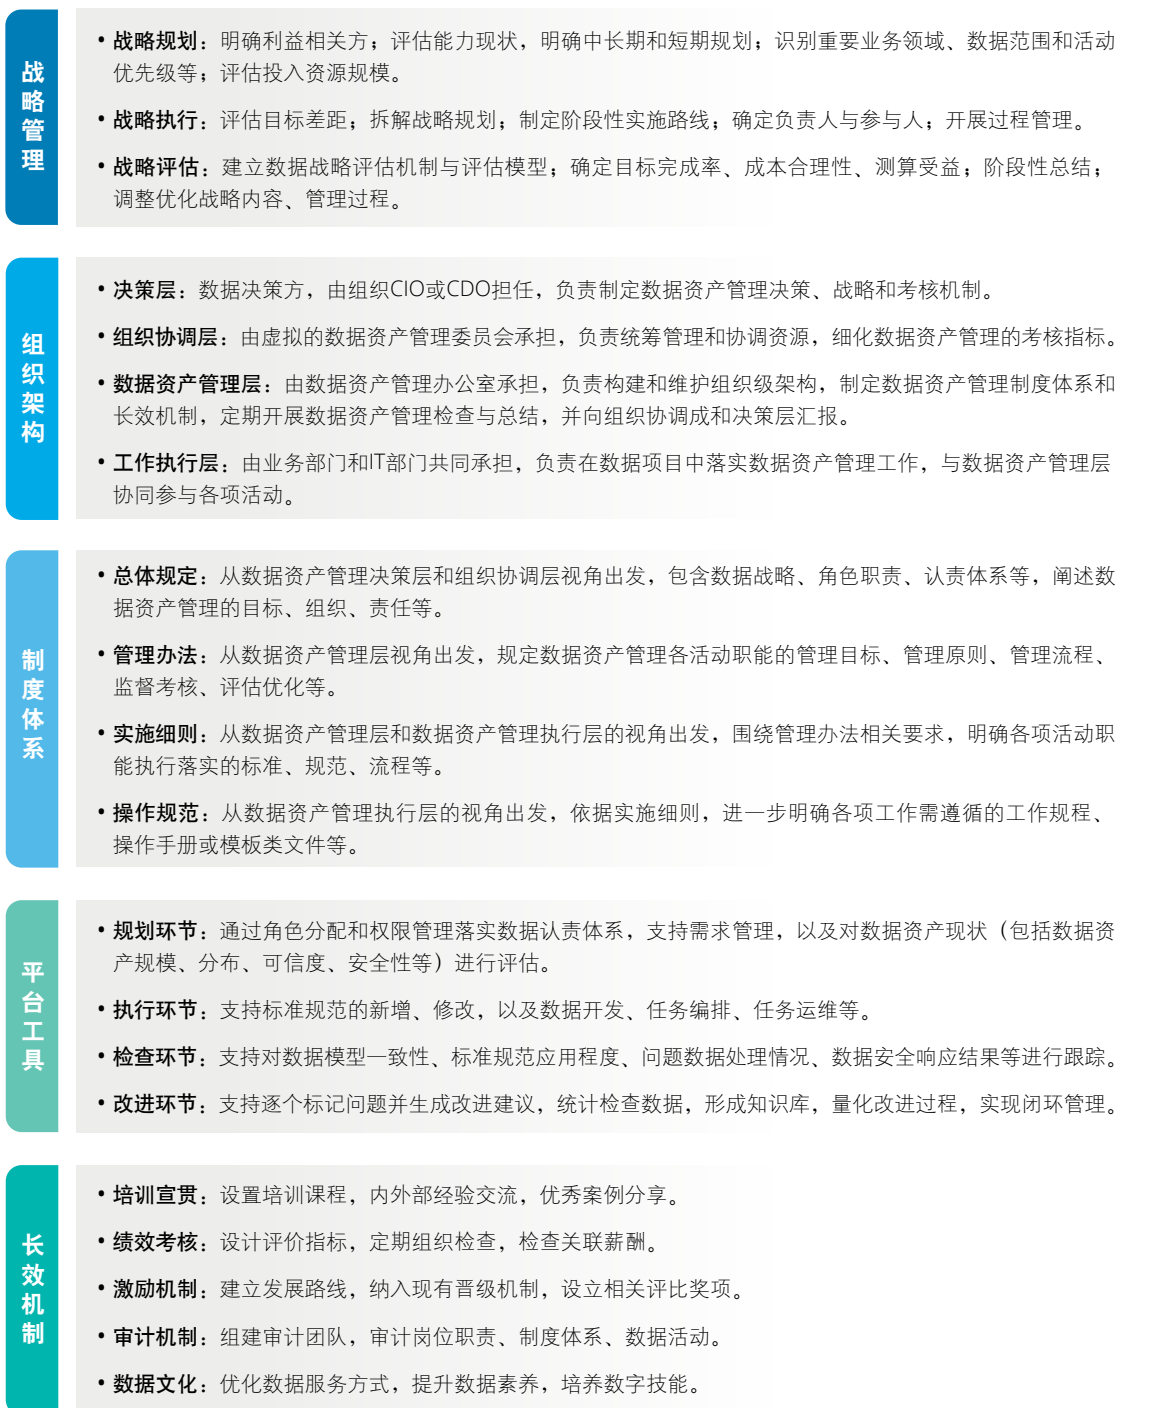 战略管理
• 战略规划：明确利益相关方；评估能力现状，明确中长期和短期规划；识别重要业务领域、数据范围和活动
优先级等；评估投入资源规模。
• 战略执行：评估目标差距；拆解战略规划；制定阶段性实施路线；确定负责人与参与人；开展过程管理。
• 战略评估：建立数据战略评估机制与评估模型；确定目标完成率、成本合理性、测算受益；阶段性总结；
调整优化战略内容、管理过程。
组织架构
• 决策层：数据决策方，由组织CIO或CDO担任，负责制定数据资产管理决策、战略和考核机制。
• 组织协调层：由虚拟的数据资产管理委员会承担，负责统筹管理和协调资源，细化数据资产管理的考核指标。
• 数据资产管理层：由数据资产管理办公室承担，负责构建和维护组织级架构，制定数据资产管理制度体系和
长效机制，定期开展数据资产管理检查与总结，并向组织协调成和决策层汇报。
• 工作执行层：由业务部门和IT部门共同承担，负责在数据项目中落实数据资产管理工作，与数据资产管理层
协同参与各项活动。
制度体系
• 总体规定：从数据资产管理决策层和组织协调层视角出发，包含数据战略、角色职责、认责体系等，阐述数
据资产管理的目标、组织、责任等。
• 管理办法：从数据资产管理层视角出发，规定数据资产管理各活动职能的管理目标、管理原则、管理流程、
监督考核、评估优化等。
• 实施细则：从数据资产管理层和数据资产管理执行层的视角出发，围绕管理办法相关要求，明确各项活动职
能执行落实的标准、规范、流程等。
• 操作规范：从数据资产管理执行层的视角出发，依据实施细则，进一步明确各项工作需遵循的工作规程、
操作手册或模板类文件等。
平台工具
• 规划环节：通过角色分配和权限管理落实数据认责体系，支持需求管理，以及对数据资产现状（包括数据资
产规模、分布、可信度、安全性等）进行评估。
• 执行环节：支持标准规范的新增、修改，以及数据开发、任务编排、任务运维等。
• 检查环节：支持对数据模型一致性、标准规范应用程度、问题数据处理情况、数据安全响应结果等进行跟踪。
• 改进环节：支持逐个标记问题并生成改进建议，统计检查数据，形成知识库，量化改进过程，实现闭环管理。
长效机制
• 培训宣贯：设置培训课程，内外部经验交流，优秀案例分享。
• 绩效考核：设计评价指标，定期组织检查，检查关联薪酬。
• 激励机制：建立发展路线，纳入现有晋级机制，设立相关评比奖项。
• 审计机制：组建审计团队，审计岗位职责、制度体系、数据活动。
• 数据文化：优化数据服务方式，提升数据素养，培养数字技能。